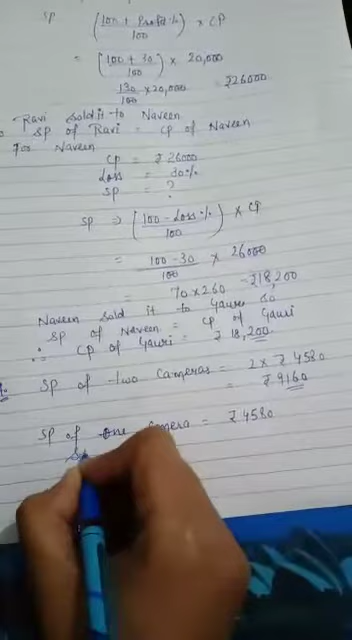 SP (100 + Profit % / 100) × CP
= (100 + 30 / 100) × 20,000
130/100 × 20,000 = ₹26000
Ravi sold it to Naveen
SP of Ravi = CP of Naveen
For Naveen
CP = ₹26000
Loss = 30%
SP = ?
SP ⇒ (100 - Loss % / 100) × CP
= 100-30 / 100 × 26000
= 70×260 = ₹18,200
Naveen sold it to Gauri so
SP of Naveen = CP of Gauri
∴ CP of Gauri = ₹18,200
SP of two cameras = 2 × ₹4580
= ₹9160
SP of one camera = ₹4580